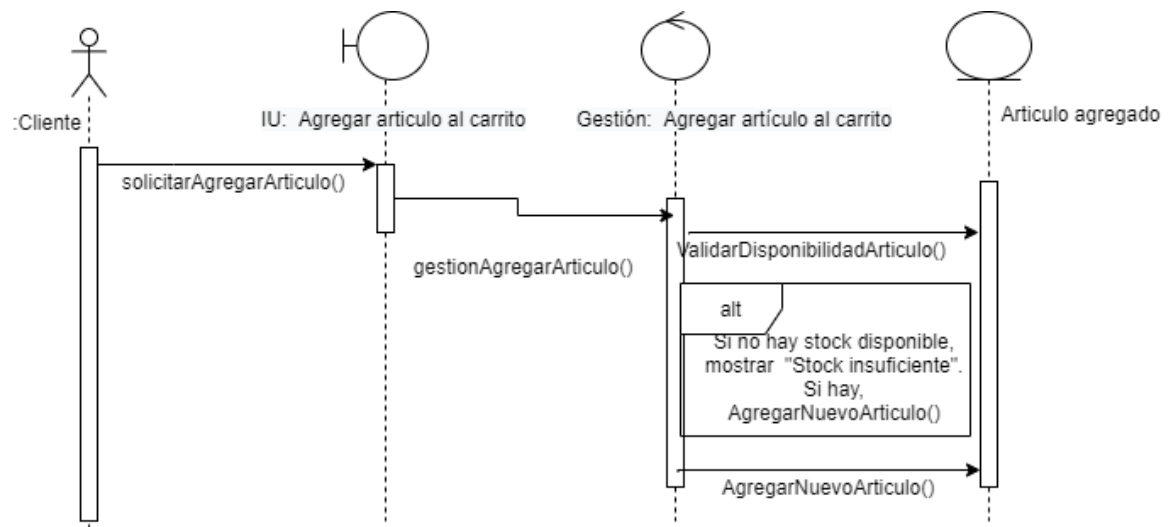 :Cliente
IU:  Agregar articulo al carrito
Gestión:  Agregar artículo al carrito
Articulo agregado
solicitarAgregarArticulo()
gestionAgregarArticulo()
ValidarDisponibilidadArticulo()
alt
Si no hay stock disponible,
mostrar  "Stock insuficiente".
Si hay,
AgregarNuevoArticulo()
AgregarNuevoArticulo()